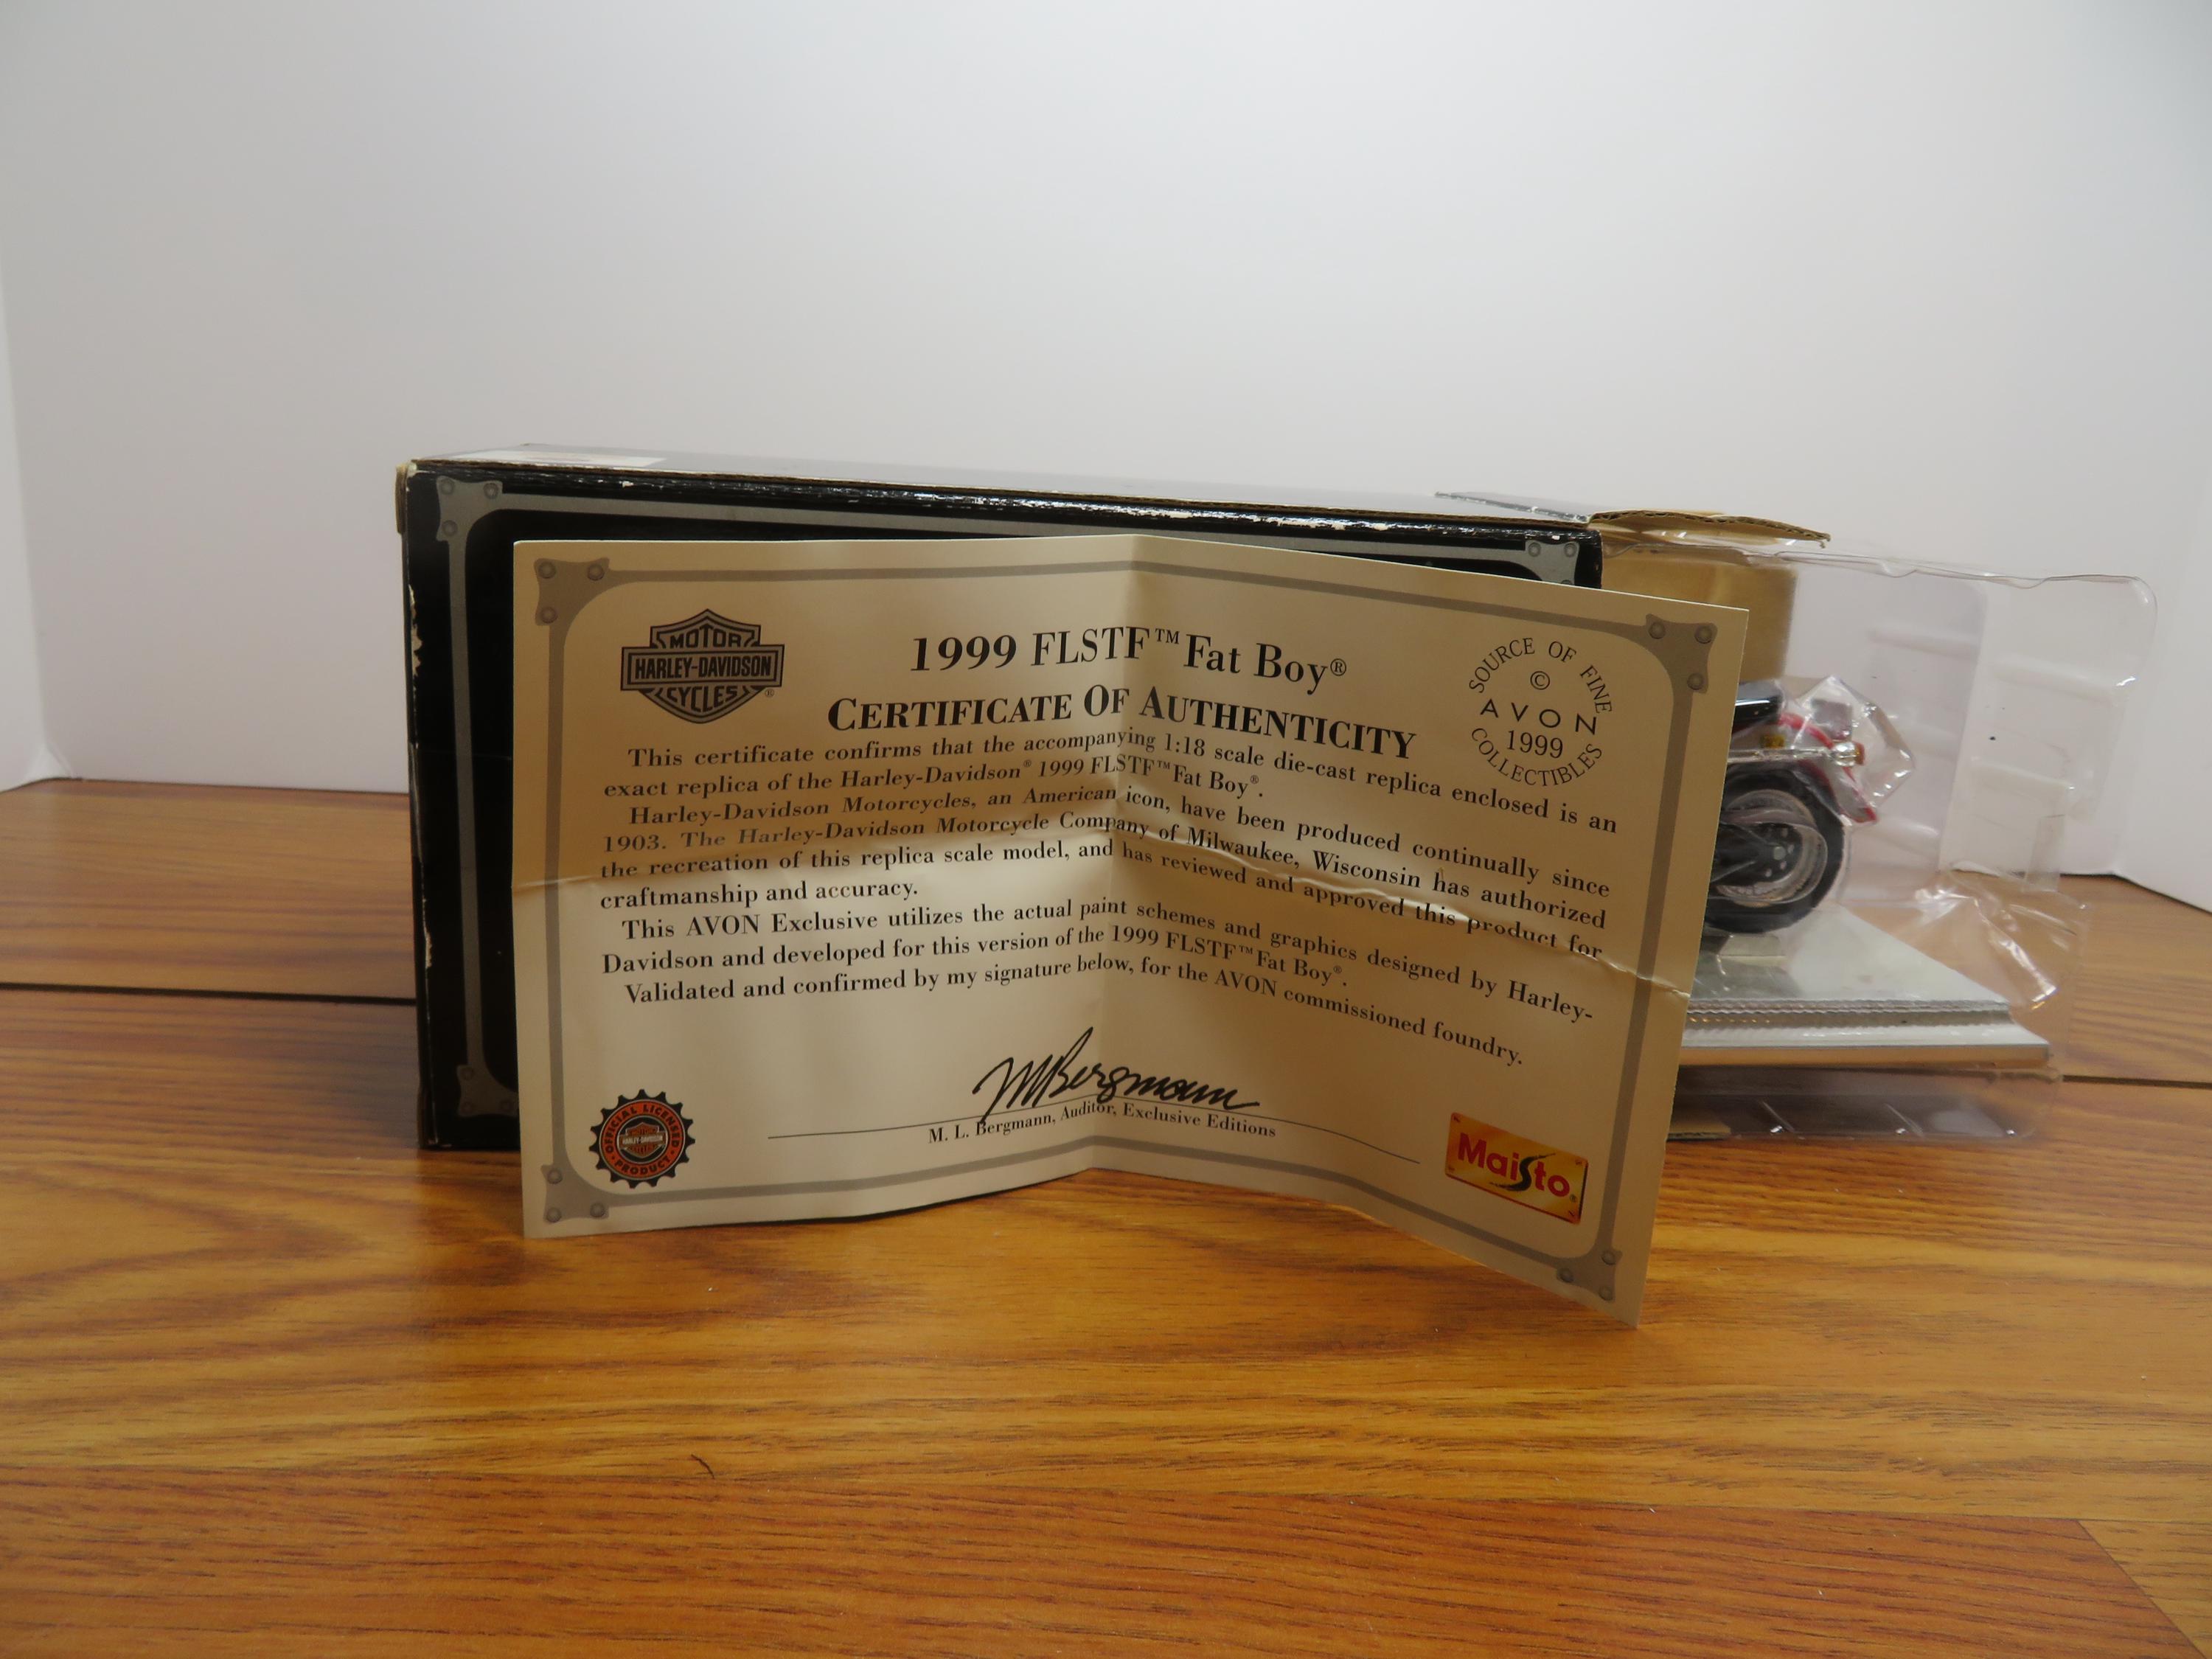 MOTOR
HARLEY-DAVIDSON
CYCLES®
1999 FLSTF™ Fat Boy®
CERTIFICATE OF AUTHENTICITY
SOURCE OF FINE
©
AVON
1999
COLLECTIBLES
This certificate confirms that the accompanying 1:18 scale die-cast replica enclosed is an
exact replica of the Harley-Davidson® 1999 FLSTF™ Fat Boy®.
Harley-Davidson Motorcycles, an American icon, have been produced continually since
1903. The Harley-Davidson Motorcycle Company of Milwaukee, Wisconsin has authorized
the recreation of this replica scale model, and has reviewed and approved this product for
craftmanship and accuracy.
This AVON Exclusive utilizes the actual paint schemes and graphics designed by Harley-
Davidson and developed for this version of the 1999 FLSTF™ Fat Boy®.
Validated and confirmed by my signature below, for the AVON commissioned foundry.
M L Bergmann
M. L. Bergmann, Auditor, Exclusive Editions
OFFICIAL LICENSED
HARLEY-DAVIDSON
PRODUCT
Maisto®